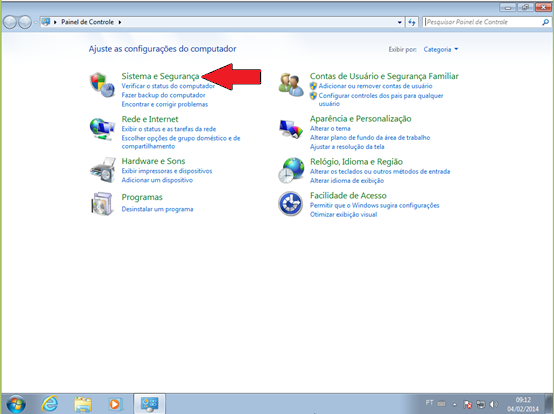 Painel de Controle
Pesquisar Painel de Controle
Ajuste as configurações do computador
Exibir por: Categoria
Sistema e Segurança
Verificar o status do computador
Fazer backup do computador
Encontrar e corrigir problemas
Rede e Internet
Exibir o status e as tarefas da rede
Escolher opções de grupo doméstico e de
compartilhamento
Hardware e Sons
Exibir impressoras e dispositivos
Adicionar um dispositivo
Programas
Desinstalar um programa
Contas de Usuário e Segurança Familiar
Adicionar ou remover contas de usuário
Configurar controles dos pais para qualquer
usuário
Aparência e Personalização
Alterar o tema
Alterar plano de fundo da área de trabalho
Ajustar a resolução da tela
Relógio, Idioma e Região
Alterar os teclados ou outros métodos de entrada
Alterar idioma de exibição
Facilidade de Acesso
Permitir que o Windows sugira configurações
Otimizar exibição visual
PT
09:12
04/02/2014